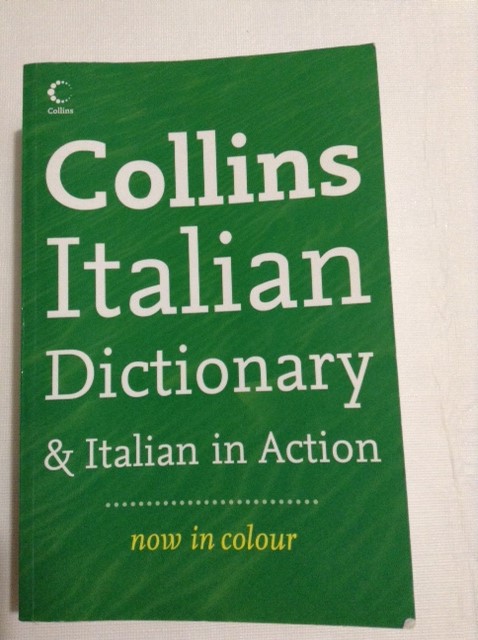 Collins
Collins
Italian
Dictionary
& Italian in Action
now in colour